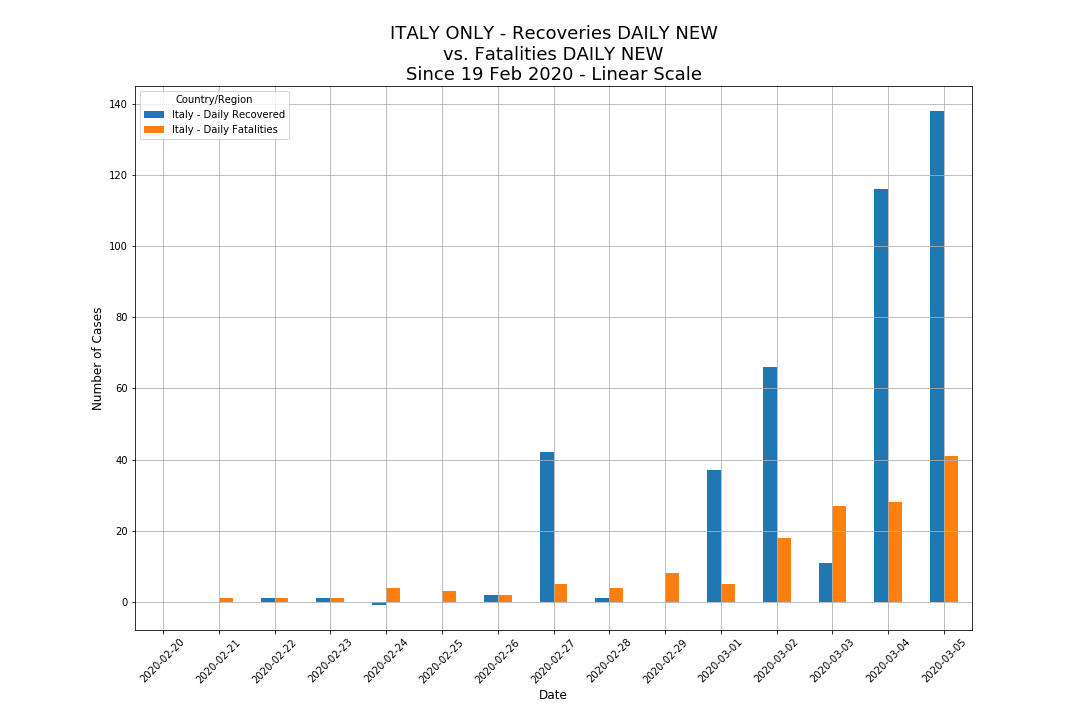 ITALY ONLY - Recoveries DAILY NEW
vs. Fatalities DAILY NEW
Since 19 Feb 2020 - Linear Scale
Country/Region
Italy - Daily Recovered
Italy - Daily Fatalities
Number of Cases
140
120
100
80
60
40
20
0
2020-02-20
2020-02-21
2020-02-22
2020-02-23
2020-02-24
2020-02-25
2020-02-26
2020-02-27
2020-02-28
2020-02-29
2020-03-01
2020-03-02
2020-03-03
2020-03-04
2020-03-05
Date